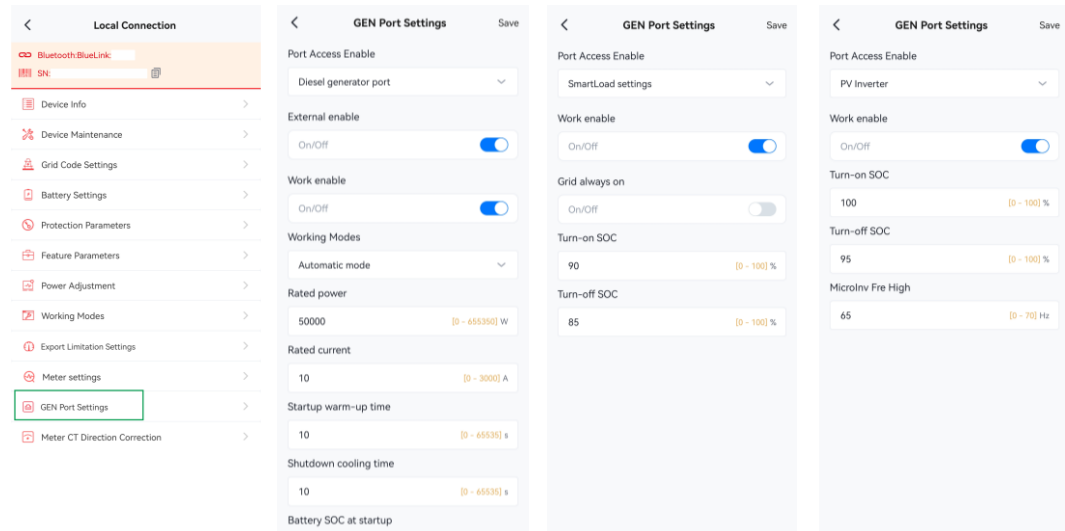 Local Connection
Bluetooth:BlueLink:
SN:
Device Info
Device Maintenance
Grid Code Settings
Battery Settings
Protection Parameters
Feature Parameters
Power Adjustment
Working Modes
Export Limitation Settings
Meter settings
GEN Port Settings
Meter CT Direction Correction
GEN Port Settings Save
Port Access Enable
Diesel generator port
External enable
On/Off
Work enable
On/Off
Working Modes
Automatic mode
Rated power
50000 [0 - 655350] W
Rated current
10 [0 - 3000] A
Startup warm-up time
10 [0 - 65535] s
Shutdown cooling time
10 [0 - 65535] s
Battery SOC at startup
GEN Port Settings Save
Port Access Enable
SmartLoad settings
Work enable
On/Off
Grid always on
On/Off
Turn-on SOC
90 [0 - 100] %
Turn-off SOC
85 [0 - 100] %
GEN Port Settings Save
Port Access Enable
PV Inverter
Work enable
On/Off
Turn-on SOC
100 [0 - 100] %
Turn-off SOC
95 [0 - 100] %
MicroInv Fre High
65 [0 - 70] Hz